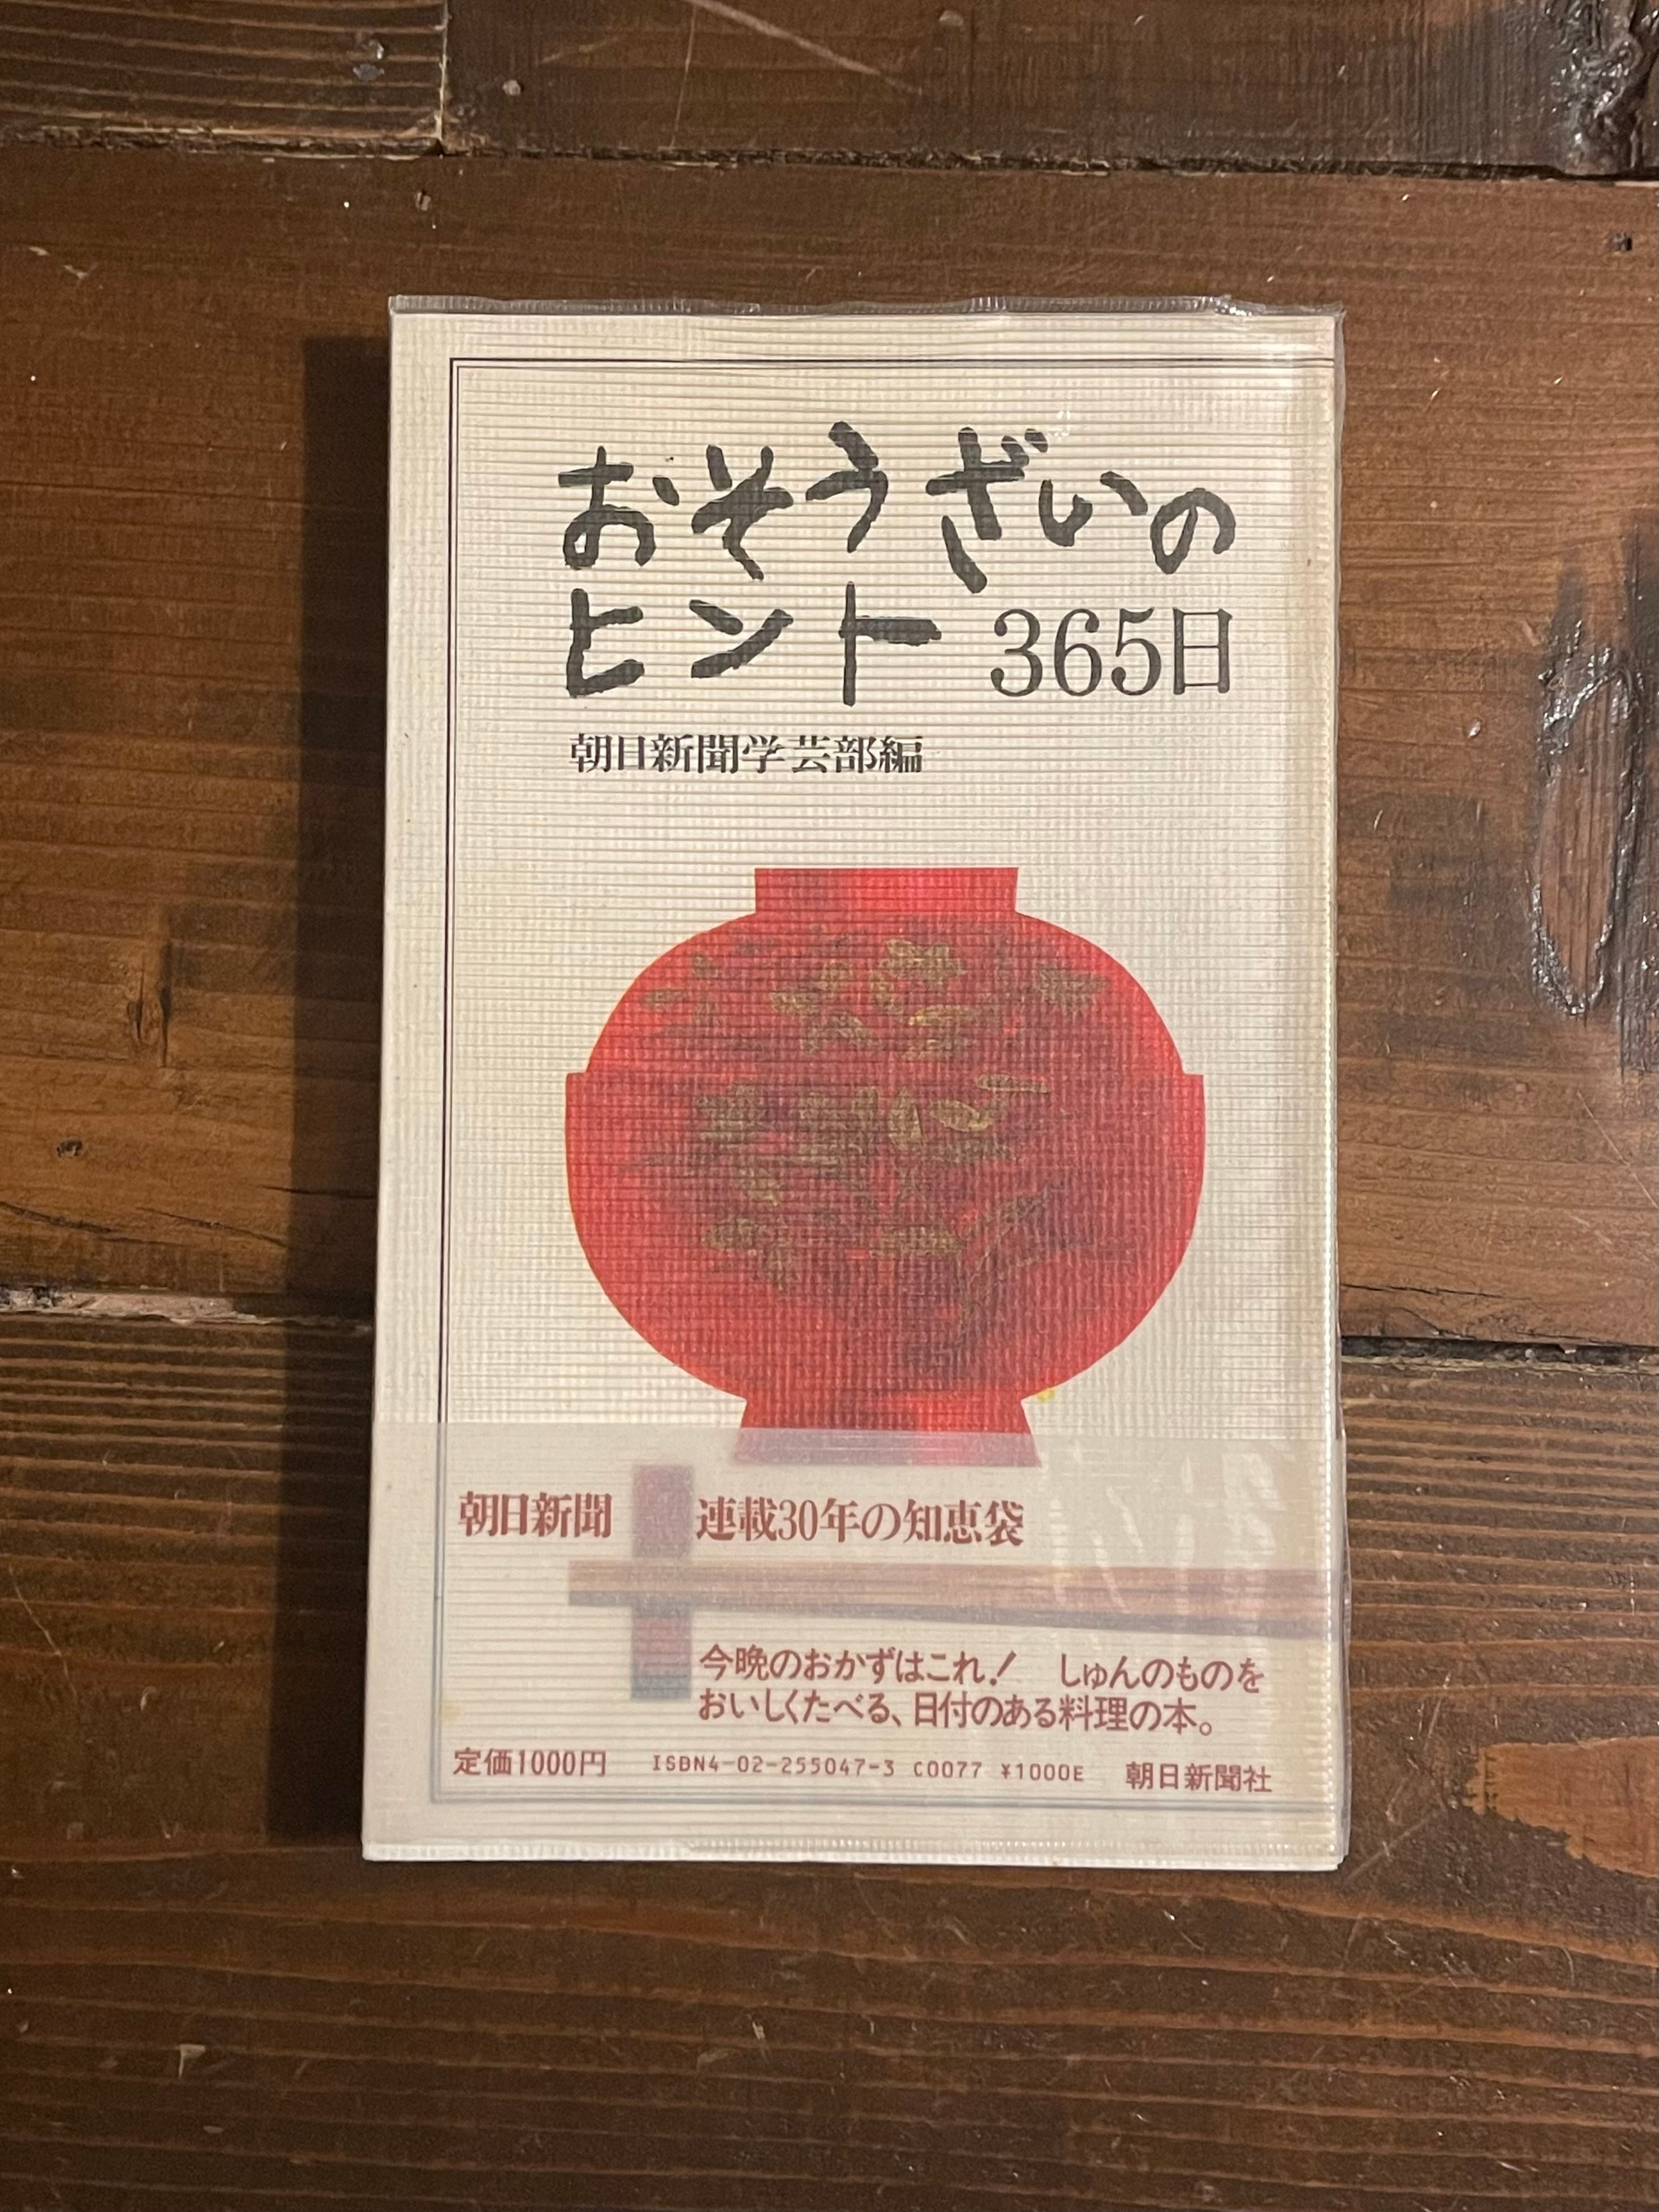 おそうざいの
ヒント365日
朝日新聞学芸部編
朝日新聞 連載30年の知恵袋
今晩のおかずはこれ！ しゅんのものを
おいしくたべる、日付のある料理の本。
定価1000円 ISBN4-02-255047-3 C0077 ¥1000E 朝日新聞社